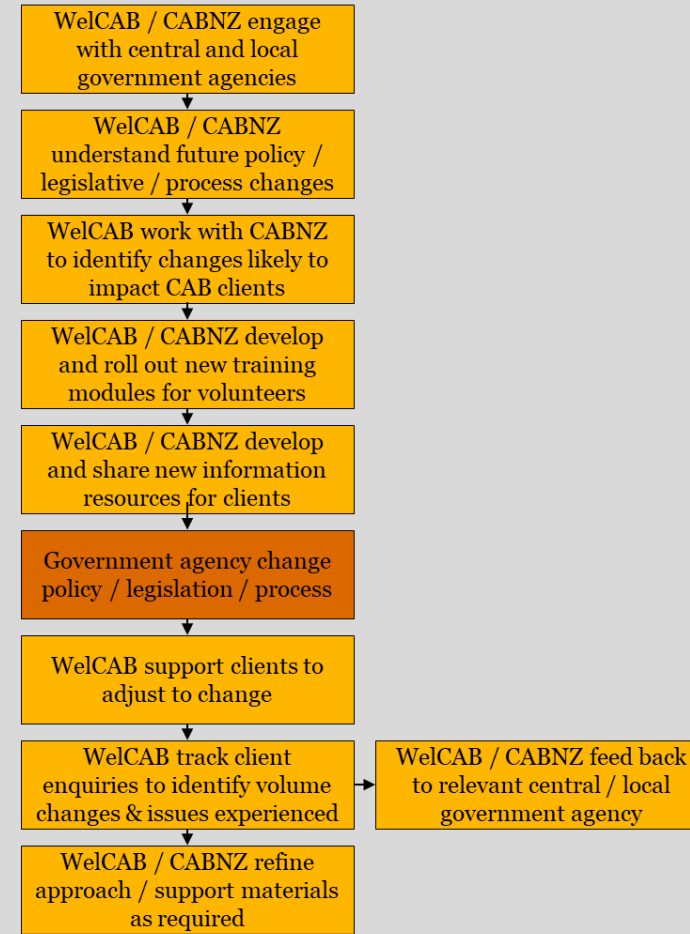 WelCAB / CABNZ engage
with central and local
government agencies
WelCAB / CABNZ
understand future policy /
legislative / process changes
WelCAB work with CABNZ
to identify changes likely to
impact CAB clients
WelCAB / CABNZ develop
and roll out new training
modules for volunteers
WelCAB / CABNZ develop
and share new information
resources for clients
Government agency change
policy / legislation / process
WelCAB support clients to
adjust to change
WelCAB track client
enquiries to identify volume
changes & issues experienced
WelCAB / CABNZ feed back
to relevant central / local
government agency
WelCAB / CABNZ refine
approach / support materials
as required